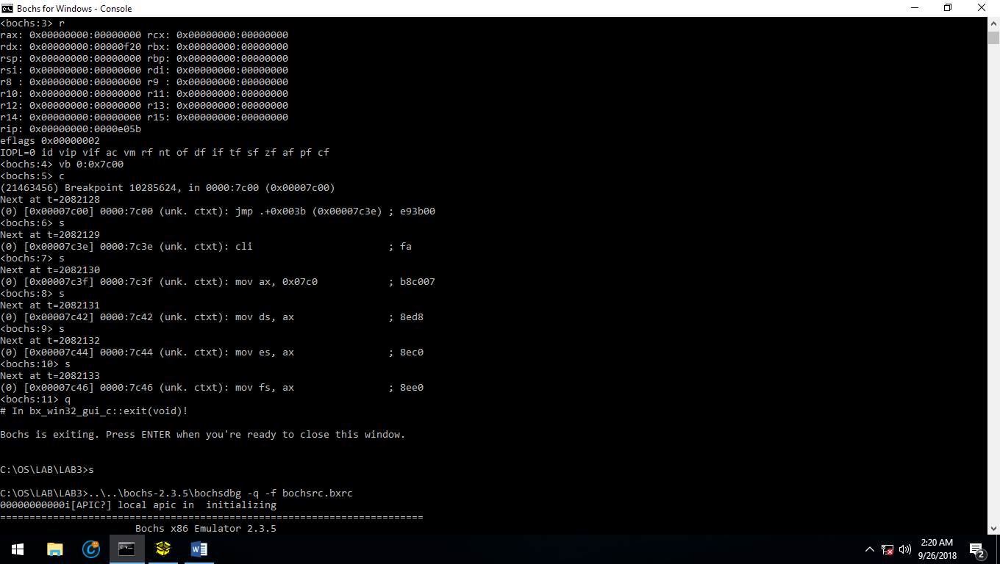 Bochs for Windows - Console
<bochs:3> r
rax: 0x00000000:00000000 rcx: 0x00000000:00000000
rdx: 0x00000000:00000f20 rbx: 0x00000000:00000000
rsp: 0x00000000:00000000 rbp: 0x00000000:00000000
rsi: 0x00000000:00000000 rdi: 0x00000000:00000000
r8 : 0x00000000:00000000 r9 : 0x00000000:00000000
r10: 0x00000000:00000000 r11: 0x00000000:00000000
r12: 0x00000000:00000000 r13: 0x00000000:00000000
r14: 0x00000000:00000000 r15: 0x00000000:00000000
rip: 0x00000000:0000e05b
eflags 0x00000002
IOPL=0 id vip vif ac vm rf nt of df if tf sf zf af pf cf
<bochs:4> vb 0:0x7c00
<bochs:5> c
(21463456) Breakpoint 10285624, in 0000:7c00 (0x00007c00)
Next at t=2082128
(0) [0x00007c00] 0000:7c00 (unk. ctxt): jmp .+0x003b (0x00007c3e) ; e93b00
<bochs:6> s
Next at t=2082129
(0) [0x00007c3e] 0000:7c3e (unk. ctxt): cli                       ; fa
<bochs:7> s
Next at t=2082130
(0) [0x00007c3f] 0000:7c3f (unk. ctxt): mov ax, 0x07c0            ; b8c007
<bochs:8> s
Next at t=2082131
(0) [0x00007c42] 0000:7c42 (unk. ctxt): mov ds, ax                ; 8ed8
<bochs:9> s
Next at t=2082132
(0) [0x00007c44] 0000:7c44 (unk. ctxt): mov es, ax                ; 8ec0
<bochs:10> s
Next at t=2082133
(0) [0x00007c46] 0000:7c46 (unk. ctxt): mov fs, ax                ; 8ee0
<bochs:11> q
# In bx_win32_gui_c::exit(void)!
Bochs is exiting. Press ENTER when you're ready to close this window.
C:\OS\LAB\LAB3>s
C:\OS\LAB\LAB3>..\..\bochs-2.3.5\bochsdbg -q -f bochsrc.bxrc
00000000000i[APIC?] local apic in  initializing
========================================================================
Bochs x86 Emulator 2.3.5
2:20 AM
9/26/2018
2